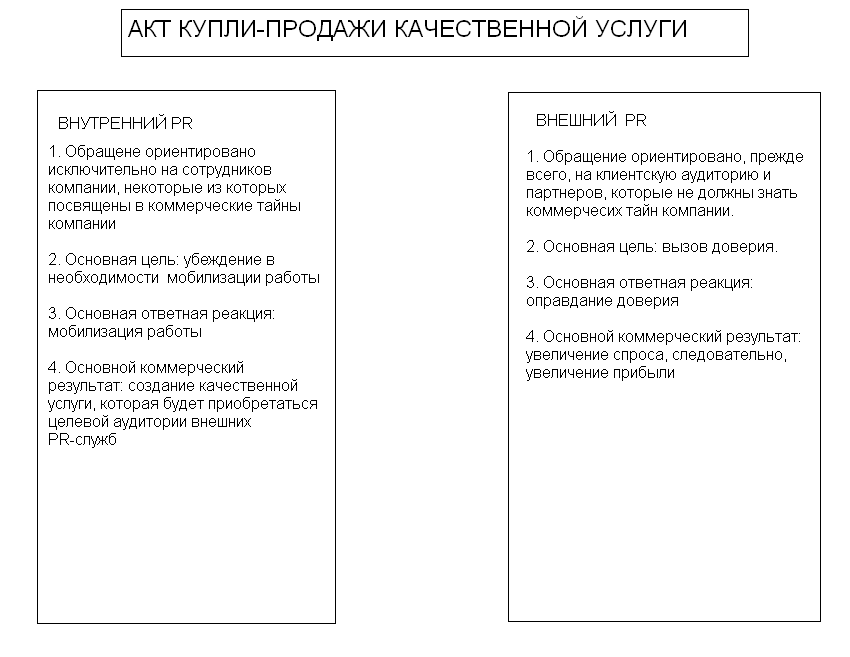 АКТ КУПЛИ-ПРОДАЖИ КАЧЕСТВЕННОЙ УСЛУГИ
ВНУТРЕННИЙ PR
1. Обращене ориентировано
исключительно на сотрудников
компании, некоторые из которых
посвящены в коммерческие тайны
компании
2. Основная цель: убеждение в
необходимости мобилизации работы
3. Основная ответная реакция:
мобилизация работы
4. Основной коммерческий
результат: создание качественной
услуги, которая будет приобретаться
целевой аудитории внешних
PR-служб
ВНЕШНИЙ PR
1. Обращение ориентировано, прежде
всего, на клиентскую аудиторию и
партнеров, которые не должны знать
коммерчесих тайн компании.
2. Основная цель: вызов доверия.
3. Основная ответная реакция:
оправдание доверия
4. Основной коммерческий результат:
увеличение спроса, следовательно,
увеличение прибыли